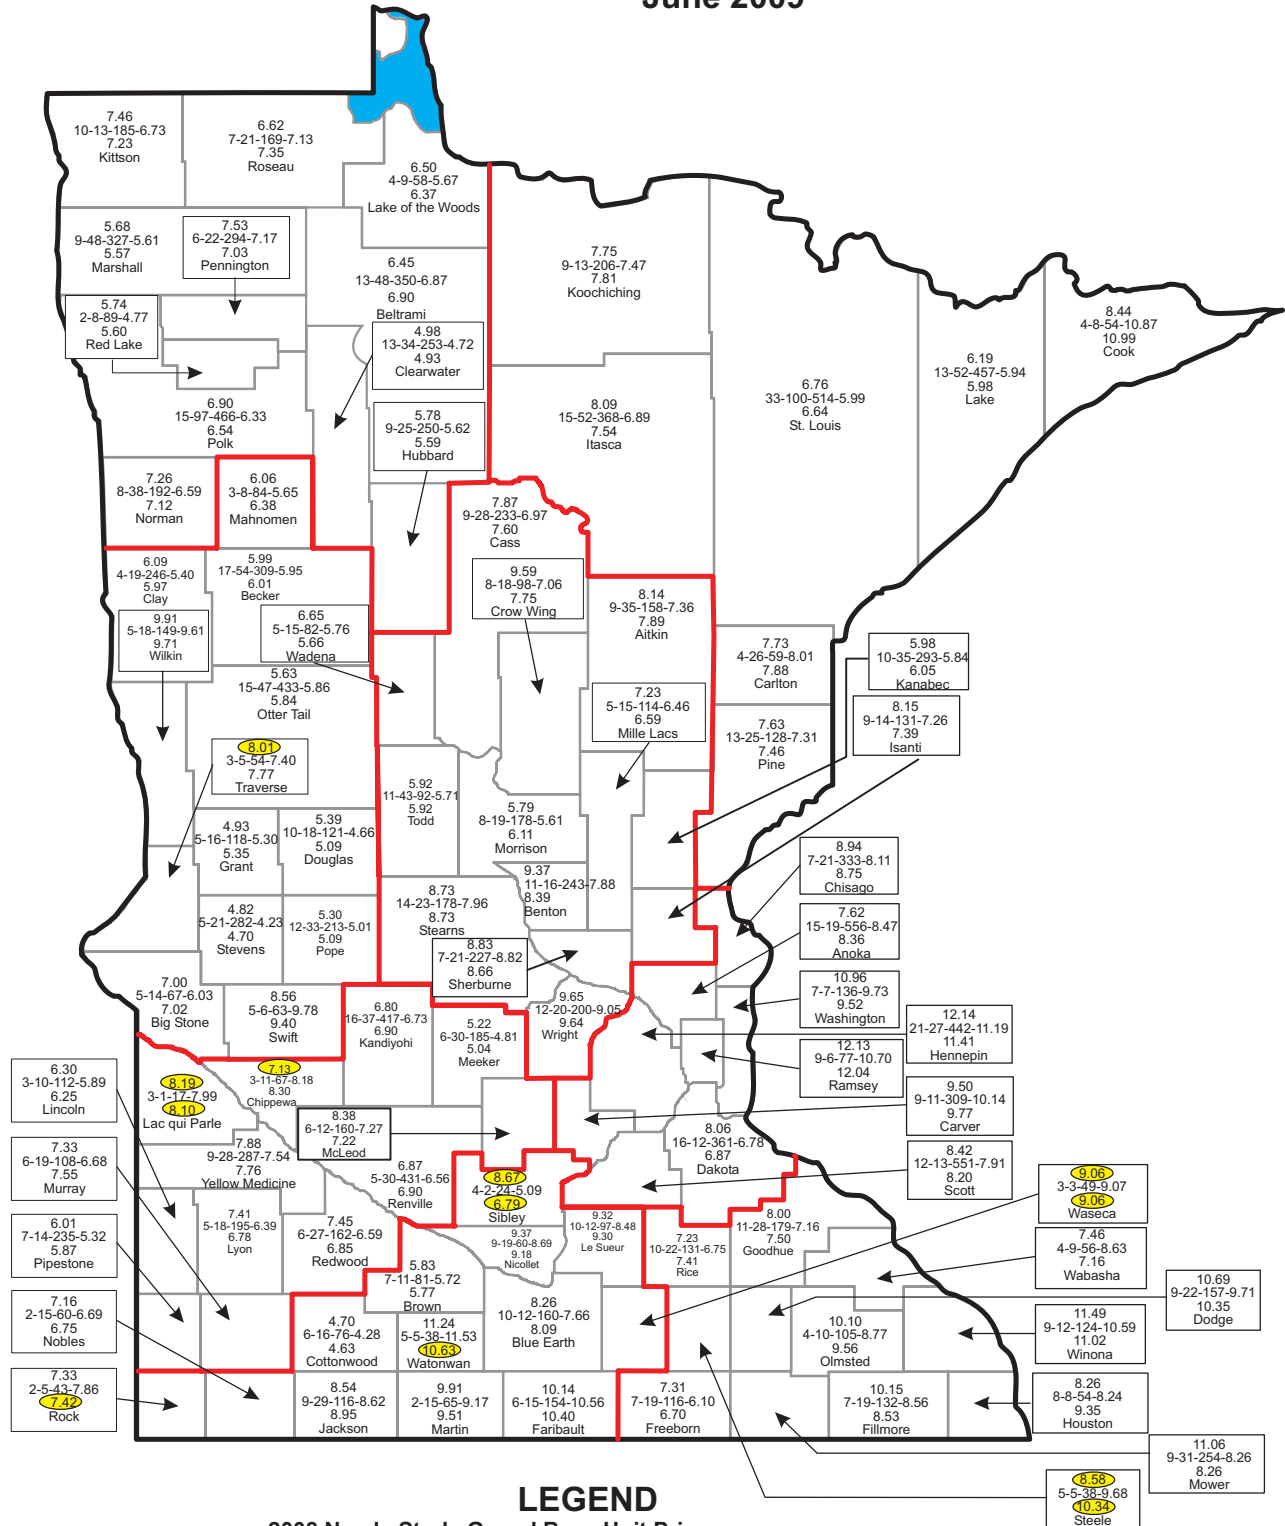 June 2009
7.46
10-13-185-6.73
7.23
Kittson
6.62
7-21-169-7.13
7.35
Roseau
6.50
4-9-58-5.67
6.37
Lake of the Woods
5.68
9-48-327-5.61
5.57
Marshall
7.53
6-22-294-7.17
7.03
Pennington
6.45
13-48-350-6.87
6.90
Beltrami
7.75
9-13-206-7.47
7.81
Koochiching
8.44
4-8-54-10.87
10.99
Cook
5.74
2-8-89-4.77
5.60
Red Lake
4.98
13-34-253-4.72
4.93
Clearwater
6.19
13-52-457-5.94
5.98
Lake
6.76
33-100-514-5.99
6.64
St. Louis
6.90
15-97-466-6.33
6.54
Polk
5.78
9-25-250-5.62
5.59
Hubbard
8.09
15-52-368-6.89
7.54
Itasca
7.26
8-38-192-6.59
7.12
Norman
6.06
3-8-84-5.65
6.38
Mahnomen
7.87
9-28-233-6.97
7.60
Cass
6.09
4-19-246-5.40
5.97
Clay
5.99
17-54-309-5.95
6.01
Becker
9.59
8-18-98-7.06
7.75
Crow Wing
8.14
9-35-158-7.36
7.89
Aitkin
9.91
5-18-149-9.61
9.71
Wilkin
6.65
5-15-82-5.76
5.66
Wadena
7.73
4-26-59-8.01
7.88
Carlton
5.98
10-35-293-5.84
6.05
Kanabec
5.63
15-47-433-5.86
5.84
Otter Tail
7.23
5-15-114-6.46
6.59
Mille Lacs
7.63
13-25-128-7.31
7.46
Pine
8.15
9-14-131-7.26
7.39
Isanti
8.01
3-5-54-7.40
7.77
Traverse
5.92
11-43-92-5.71
5.92
Todd
5.79
8-19-178-5.61
6.11
Morrison
4.93
5-16-118-5.30
5.35
Grant
5.39
10-18-121-4.66
5.09
Douglas
8.94
7-21-333-8.11
8.75
Chisago
9.37
11-16-243-7.88
8.39
Benton
8.73
14-23-178-7.96
8.73
Stearns
4.82
5-21-282-4.23
4.70
Stevens
5.30
12-33-213-5.01
5.09
Pope
7.62
15-19-556-8.47
8.36
Anoka
8.83
7-21-227-8.82
8.66
Sherburne
7.00
5-14-67-6.03
7.02
Big Stone
8.56
5-6-63-9.78
9.40
Swift
6.80
16-37-417-6.73
6.90
Kandiyohi
9.65
12-20-200-9.05
9.64
Wright
10.96
7-7-136-9.73
9.52
Washington
5.22
6-30-185-4.81
5.04
Meeker
12.14
21-27-442-11.19
11.41
Hennepin
12.13
9-6-77-10.70
12.04
Ramsey
6.30
3-10-112-5.89
6.25
Lincoln
8.19
3-1-17-7.99
8.10
Lac qui Parle
7.13
3-11-67-8.18
8.30
Chippewa
9.50
9-11-309-10.14
9.77
Carver
8.38
6-12-160-7.27
7.22
McLeod
8.06
16-12-361-6.78
6.87
Dakota
8.42
12-13-551-7.91
8.20
Scott
7.33
6-19-108-6.68
7.55
Murray
7.88
9-28-287-7.54
7.76
Yellow Medicine
6.87
5-30-431-6.56
6.90
Renville
8.67
4-2-24-5.09
6.79
Sibley
9.06
3-3-49-9.07
9.06
Waseca
6.01
7-14-235-5.32
5.87
Pipestone
7.41
5-18-195-6.39
6.78
Lyon
7.45
6-27-162-6.59
6.85
Redwood
9.37
9-19-60-8.69
9.18
Nicollet
9.32
10-12-97-8.48
9.30
Le Sueur
7.23
10-22-131-6.75
7.41
Rice
8.00
11-28-179-7.16
7.50
Goodhue
7.46
4-9-56-8.63
7.16
Wabasha
7.16
2-15-60-6.69
6.75
Nobles
5.83
7-11-81-5.72
5.77
Brown
8.26
10-12-160-7.66
8.09
Blue Earth
10.69
9-22-157-9.71
10.35
Dodge
4.70
6-16-76-4.28
4.63
Cottonwood
11.24
5-5-38-11.53
10.63
Watonwan
10.10
4-10-105-8.77
9.56
Olmsted
11.49
9-12-124-10.59
11.02
Winona
7.33
2-5-43-7.86
7.42
Rock
8.54
9-29-116-8.62
8.95
Jackson
9.91
2-15-65-9.17
9.51
Martin
10.14
6-15-154-10.56
10.40
Faribault
7.31
7-19-116-6.10
6.70
Freeborn
10.15
7-19-132-8.56
8.53
Fillmore
8.26
8-8-54-8.24
9.35
Houston
11.06
9-31-254-8.26
8.26
Mower
8.58
5-5-38-9.68
10.34
Steele
LEGEND